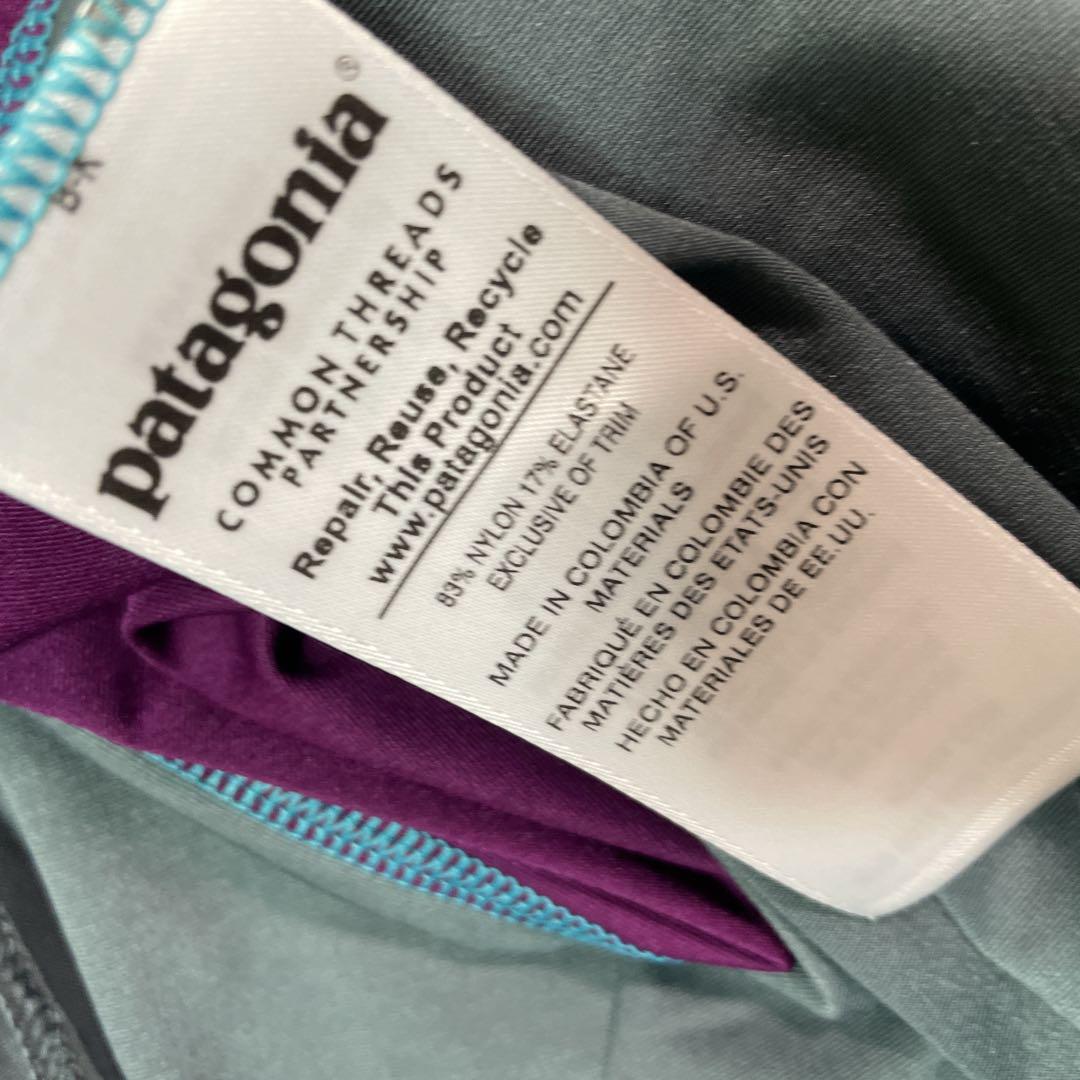 B-K
patagonia®
COMMON THREADS
PARTNERSHIP
Repair, Reuse, Recycle
This Product
www.patagonia.com
83% NYLON 17% ELASTANE
EXCLUSIVE OF TRIM
MADE IN COLOMBIA OF U.S.
MATERIALS
FABRIQUÉ EN COLOMBIE DES
MATIÈRES DES ETATS-UNIS
HECHO EN COLOMBIA CON
MATERIALES DE EE.UU.